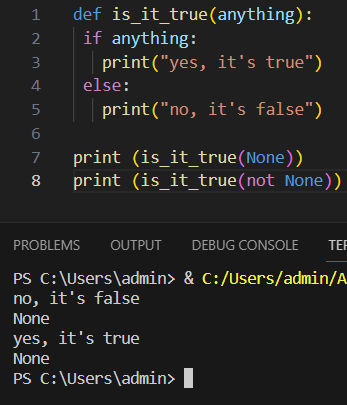 1 def is_it_true(anything):
2 if anything:
3 print("yes, it's true")
4 else:
5 print("no, it's false")
6
7 print (is_it_true(None))
8 print (is_it_true(not None))
PROBLEMS OUTPUT DEBUG CONSOLE TE
PS C:\Users\admin> & C:/Users/admin/A
no, it's false
None
yes, it's true
None
PS C:\Users\admin>